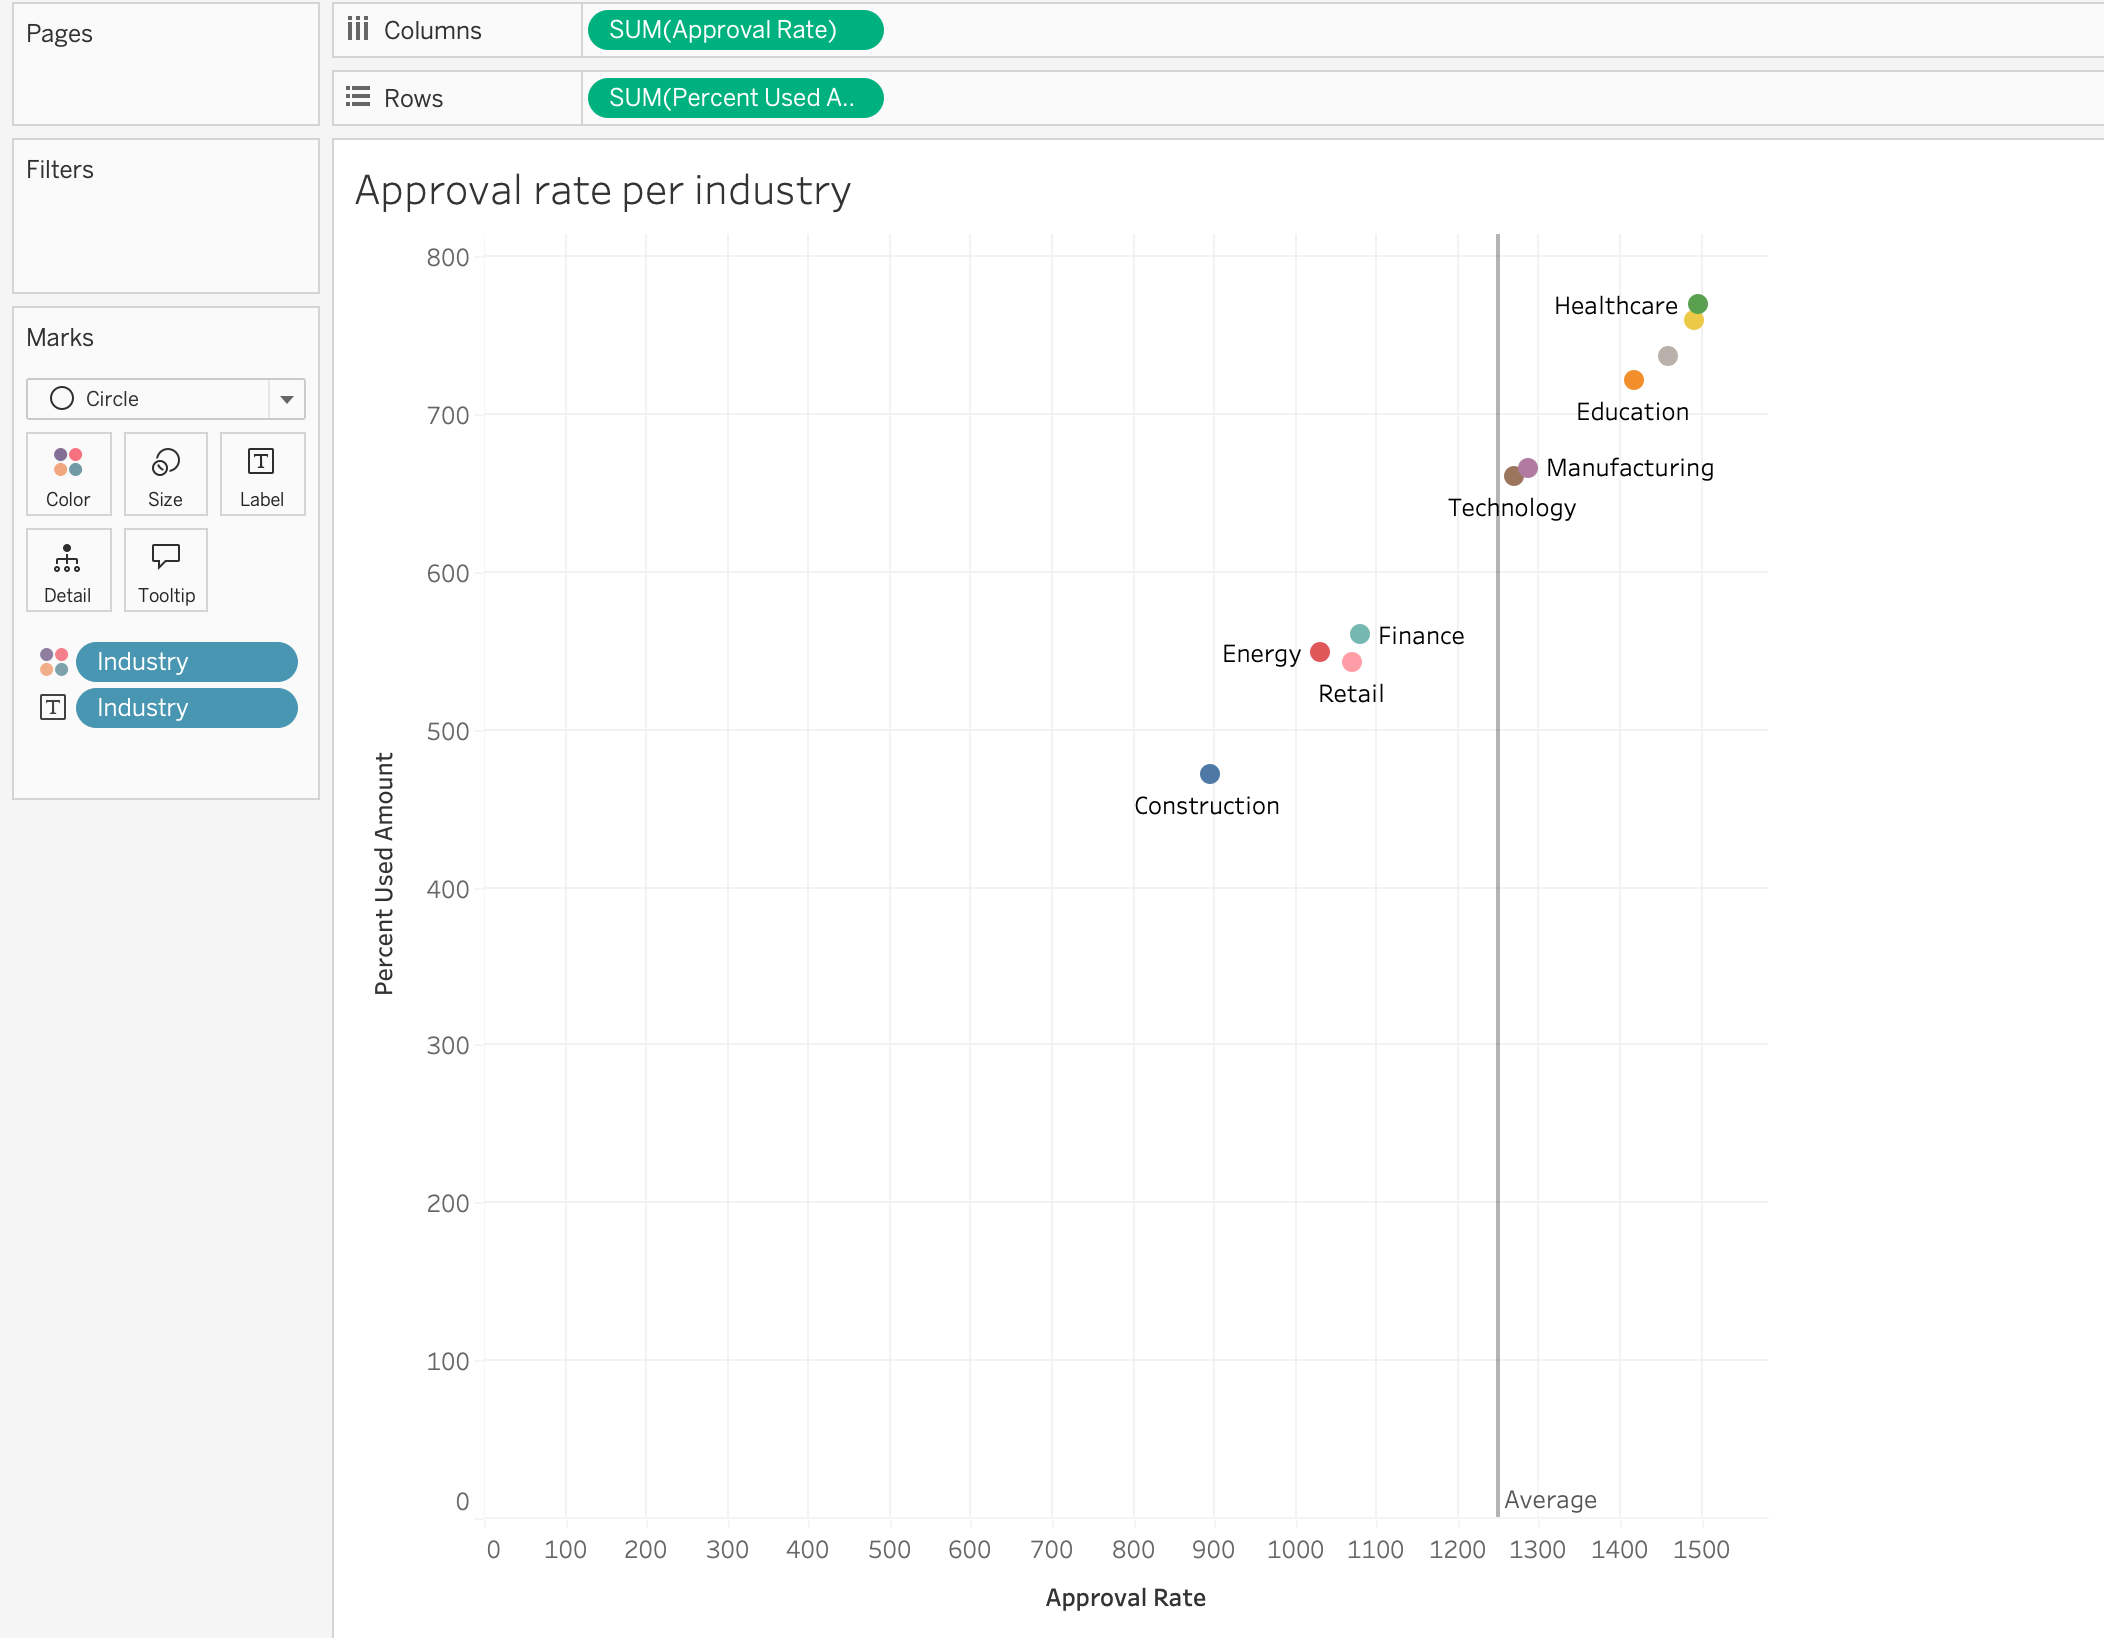 Pages
Columns
SUM(Approval Rate)
Rows
SUM(Percent Used A..
Filters
Marks
Circle
Color
Size
Label
Detail
Tooltip
Industry
Industry
Approval rate per industry
800
700
600
500
400
300
200
100
0
Percent Used Amount
Healthcare
Education
Manufacturing
Technology
Finance
Energy
Retail
Construction
Average
0 100 200 300 400 500 600 700 800 900 1000 1100 1200 1300 1400 1500
Approval Rate